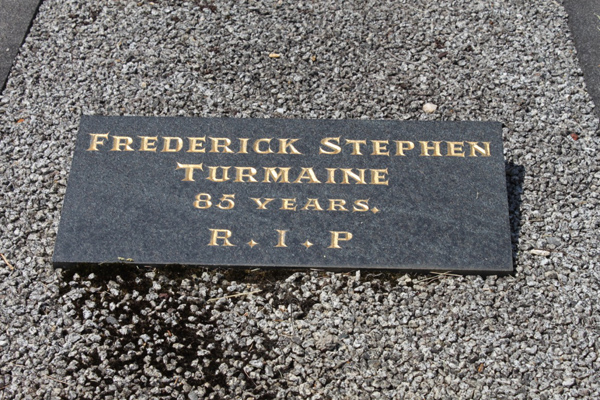 FREDERICK STEPHEN
TURMAINE
85 YEARS.
R.I.P